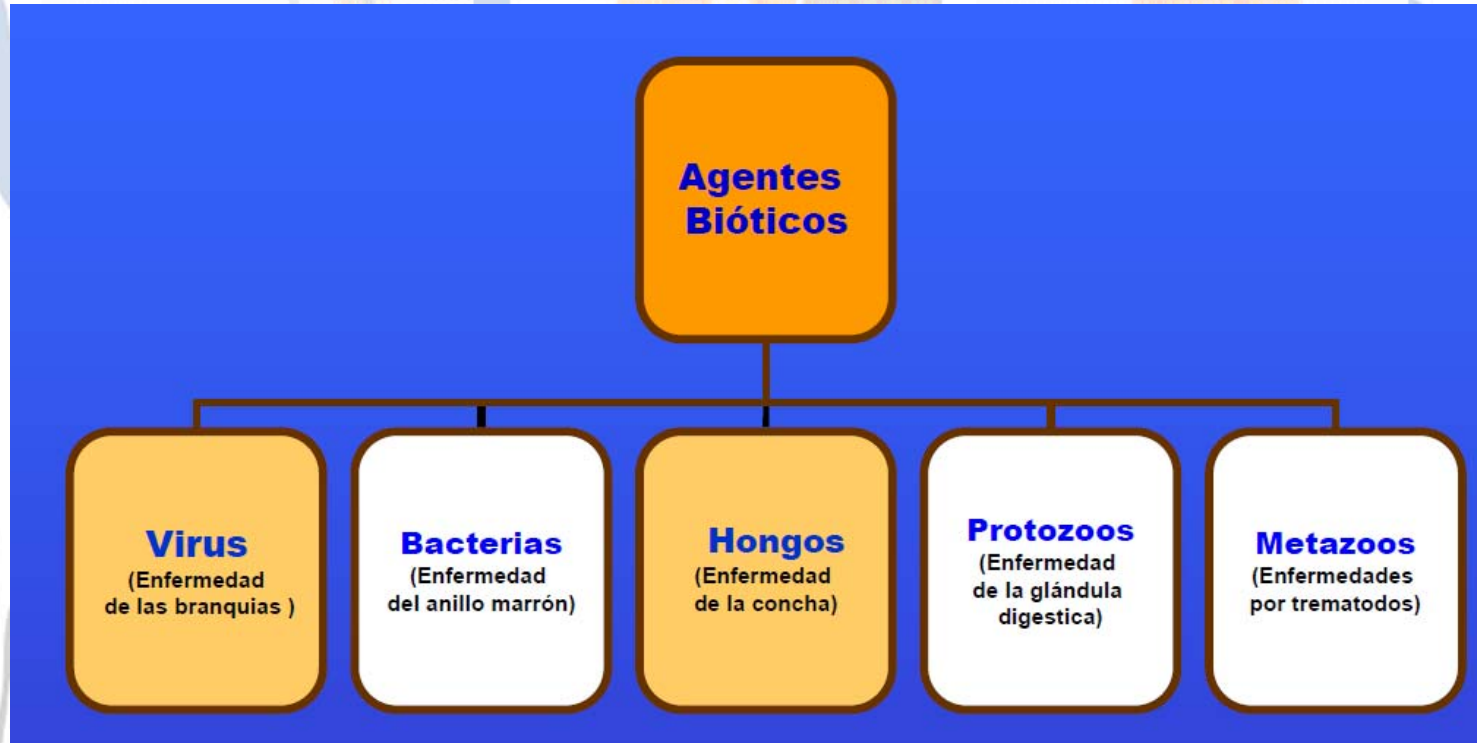 Agentes
Bióticos
Virus
(Enfermedad
de las branquias )
Bacterias
(Enfermedad
del anillo marrón)
Hongos
(Enfermedad
de la concha)
Protozoos
(Enfermedad
de la glándula
digestica)
Metazoos
(Enfermedades
por trematodos)